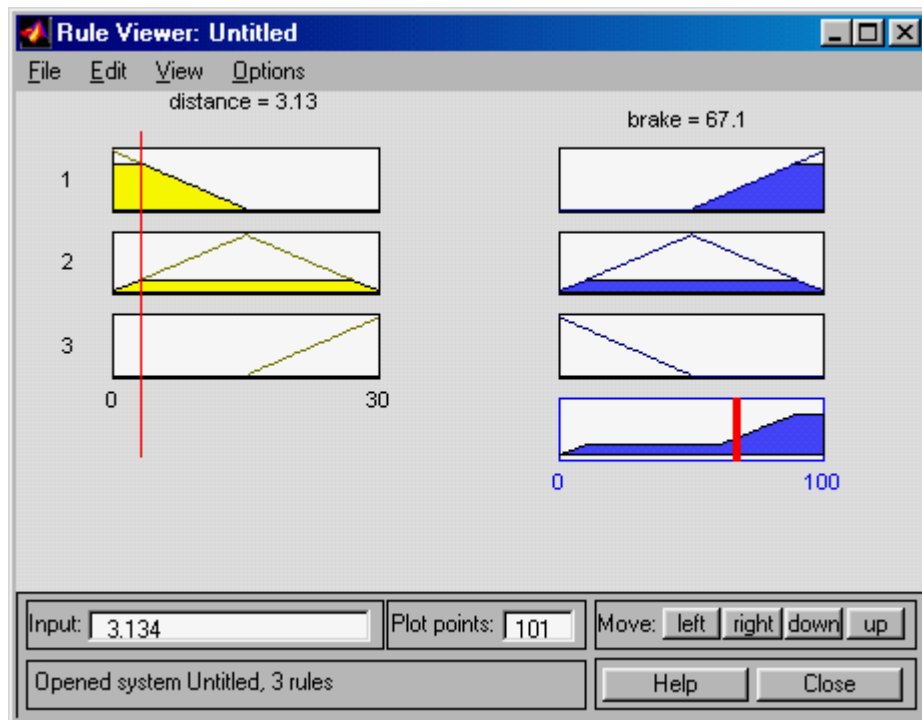 Rule Viewer: Untitled
File Edit View Options
distance = 3.13
brake = 67.1
1
2
3
0 30
0 100
Input: 3.134 Plot points: 101 Move: left right down up
Opened system Untitled, 3 rules Help Close